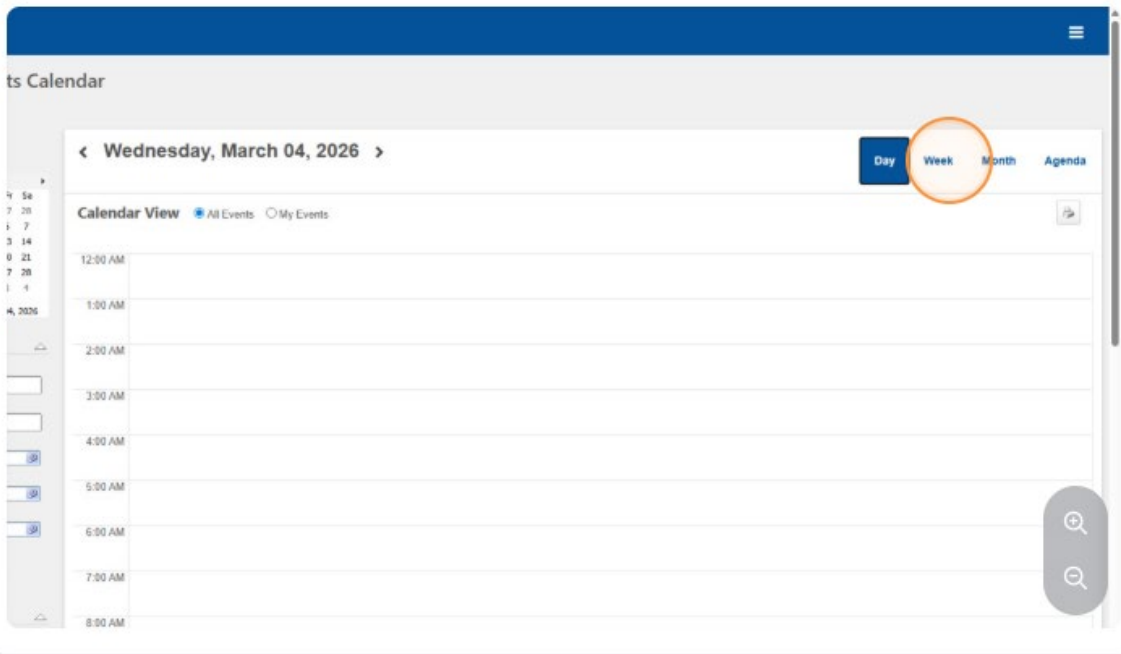 ts Calendar
Wednesday, March 04, 2026
Day Week Month Agenda
Sa
28
7
14
21
28
4
2026
Calendar View All Events My Events
12:00 AM
1:00 AM
2:00 AM
3:00 AM
4:00 AM
5:00 AM
6:00 AM
7:00 AM
8:00 AM